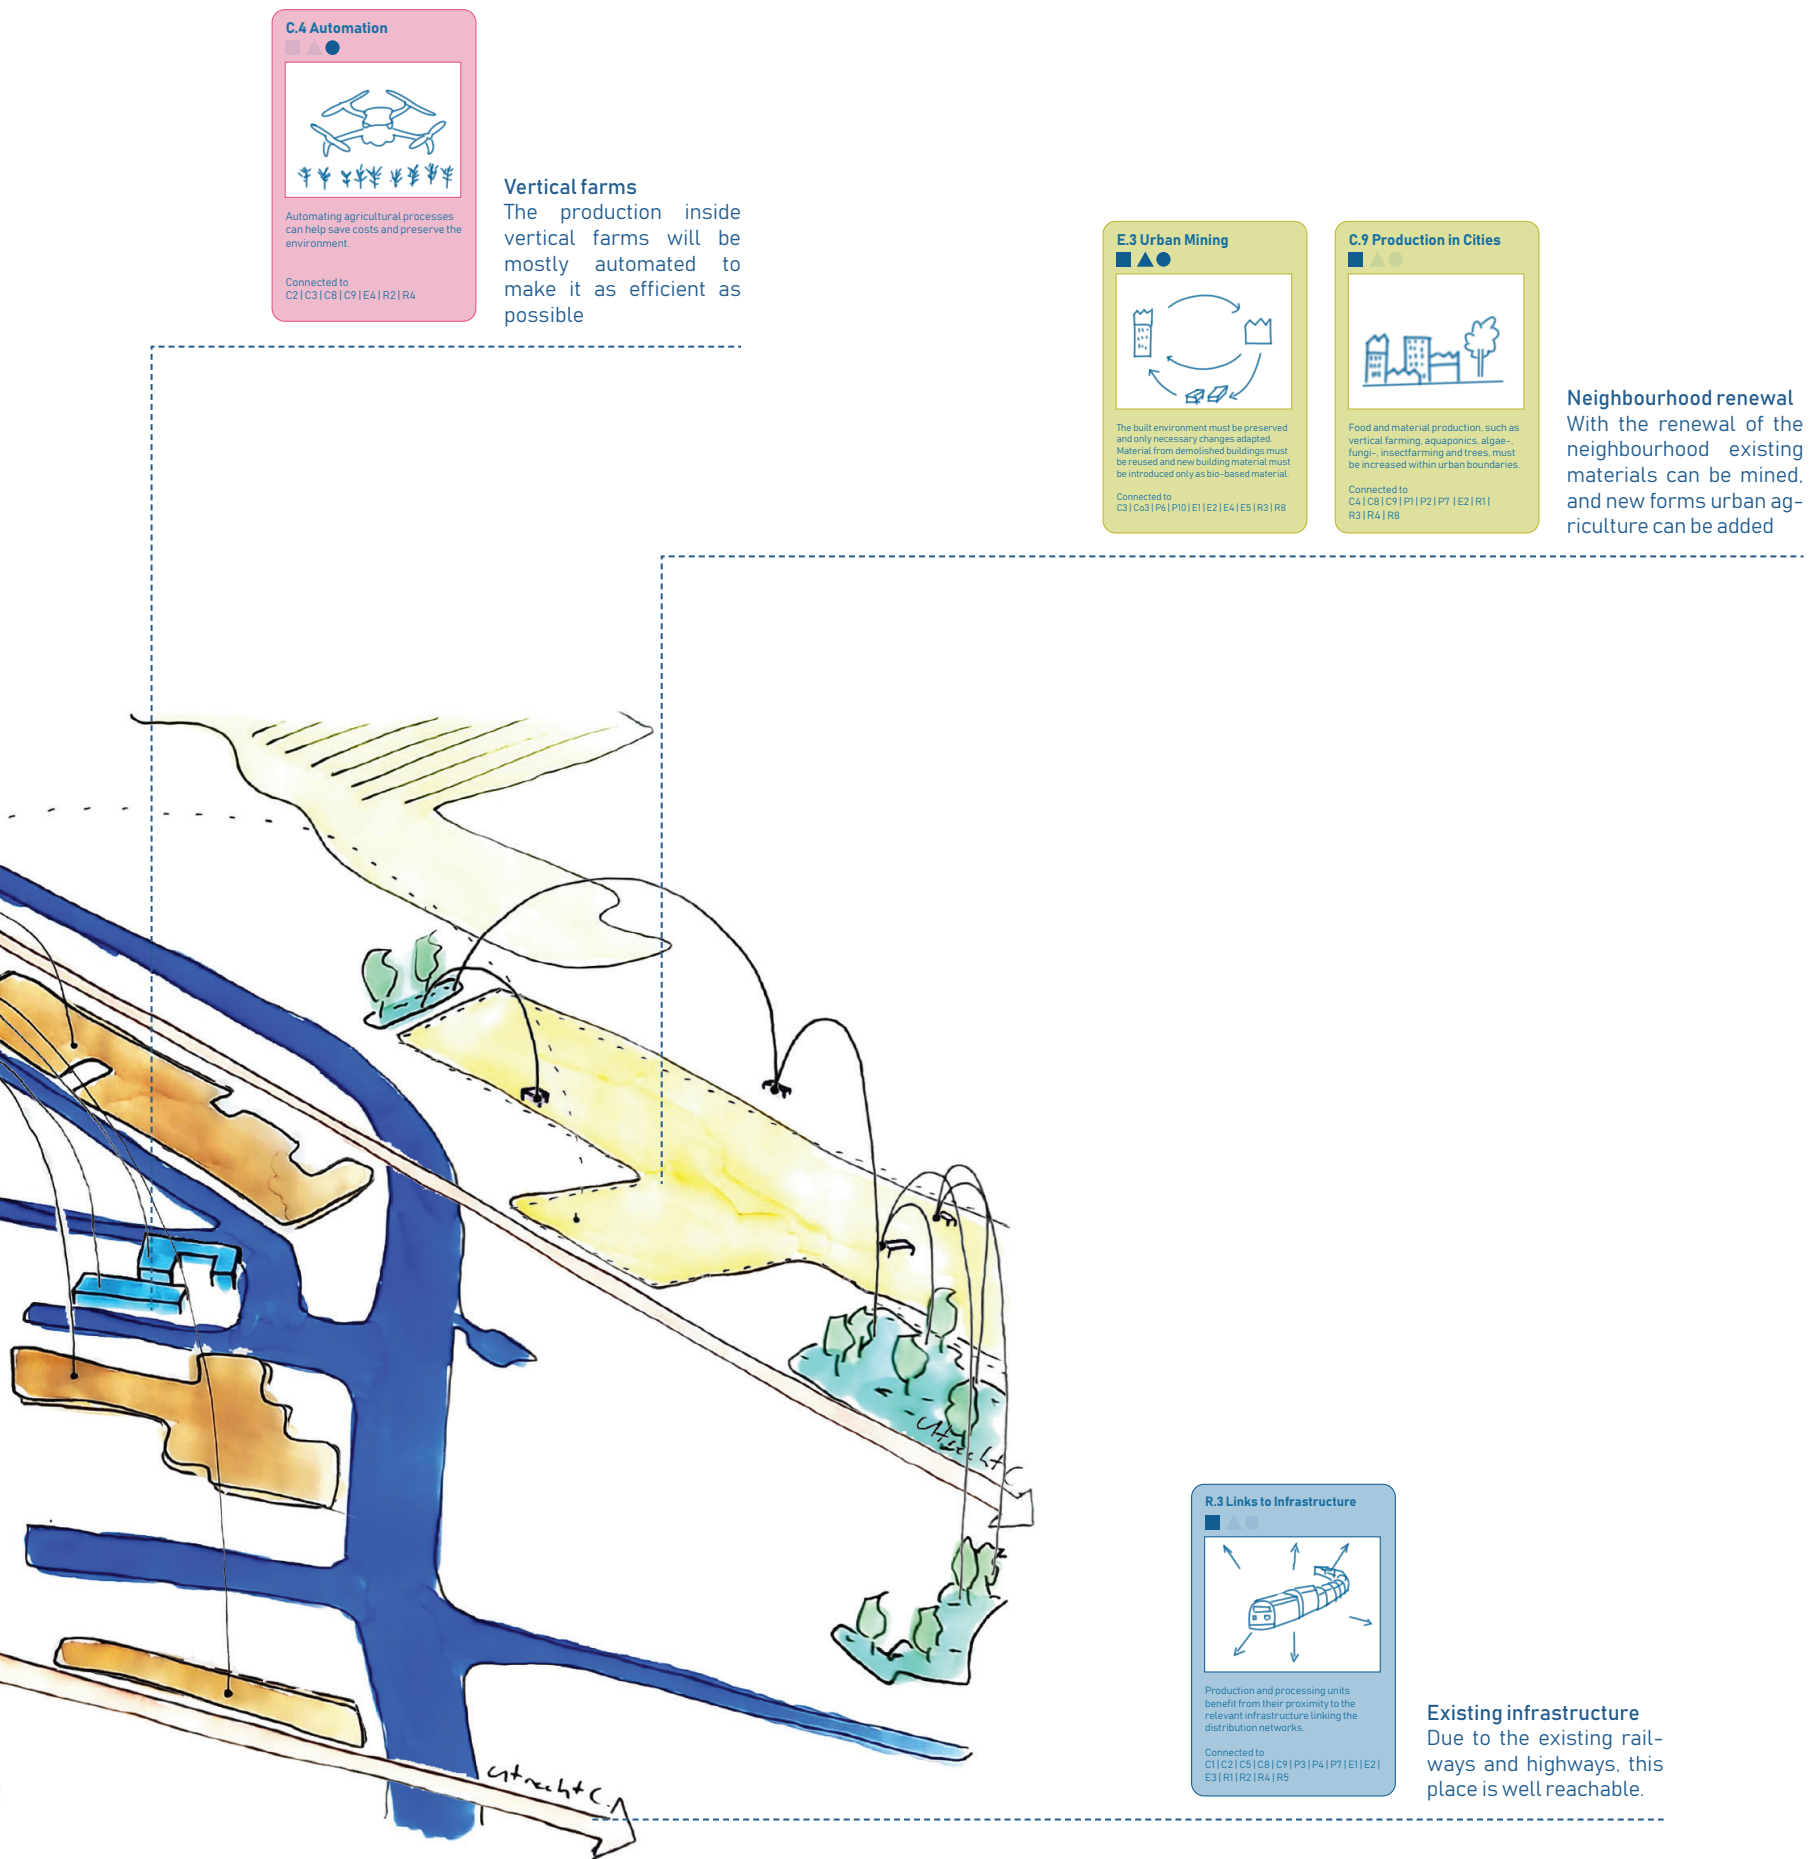 C.4 Automation
Automating agricultural processes
can help save costs and preserve the
environment.
Connected to
C2 | C3 | C8 | C9 | E4 | R2 | R4
Vertical farms
The production inside
vertical farms will be
mostly automated to
make it as efficient as
possible
E.3 Urban Mining
The built environment must be preserved
and only necessary changes adapted.
Material from demolished buildings must
be reused and new building material must
be introduced only as bio-based material.
Connected to
C3 | Co3 | P6 | P10 | E1 | E2 | E4 | E5 | R3 | R8
C.9 Production in Cities
Food and material production, such as
vertical farming, aquaponics, algae-,
fungi-, insectfarming and trees, must
be increased within urban boundaries.
Connected to
C4 | C8 | C9 | P1 | P2 | P7 | E2 | R1 |
R3 | R4 | R8
Neighbourhood renewal
With the renewal of the
neighbourhood existing
materials can be mined,
and new forms urban ag-
riculture can be added
Utrecht C
R.3 Links to Infrastructure
Production and processing units
benefit from their proximity to the
relevant infrastructure linking the
distribution networks.
Connected to
C1 | C2 | C5 | C8 | C9 | P3 | P4 | P7 | E1 | E2 |
E3 | R1 | R2 | R4 | R5
Existing infrastructure
Due to the existing rail-
ways and highways, this
place is well reachable.
Utrecht C.